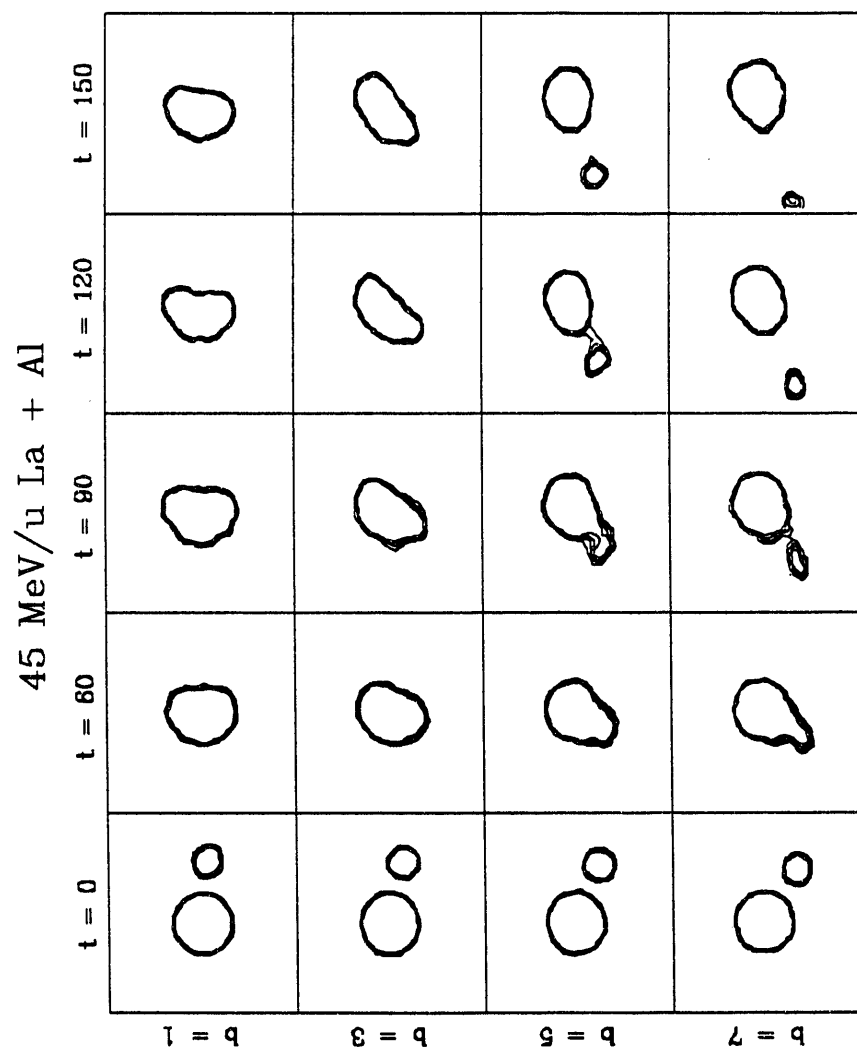 45 MeV/u La + Al
t = 0
t = 60
t = 90
t = 120
t = 150
b = 1
b = 3
b = 5
b = 7